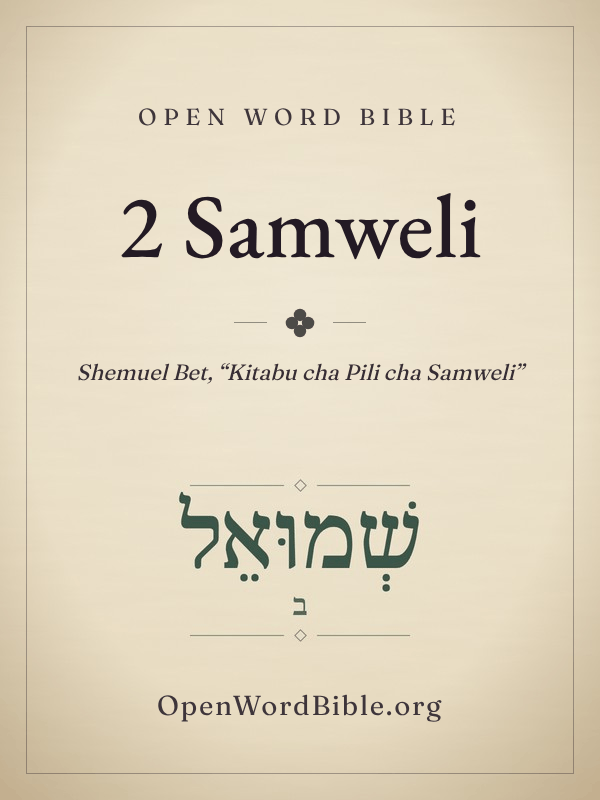 OPEN WORD BIBLE
2 Samweli
Shemuel Bet, “Kitabu cha Pili cha Samweli”
שְׁמוּאֵל
ב
OpenWordBible.org